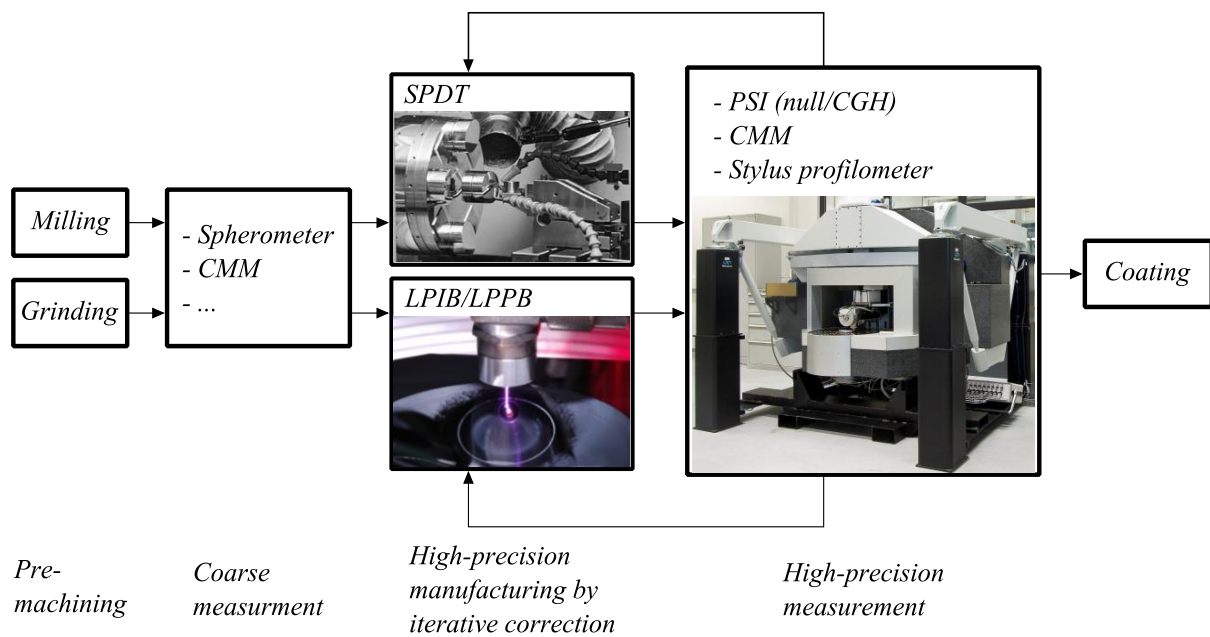 SPDT
- PSI (null/CGH)
- CMM
- Stylus profilometer
Milling
- Spherometer
- CMM
- ...
Grinding
LPIB/LPPB
Coating
Pre-
machining
Coarse
measurment
High-precision
manufacturing by
iterative correction
High-precision
measurement